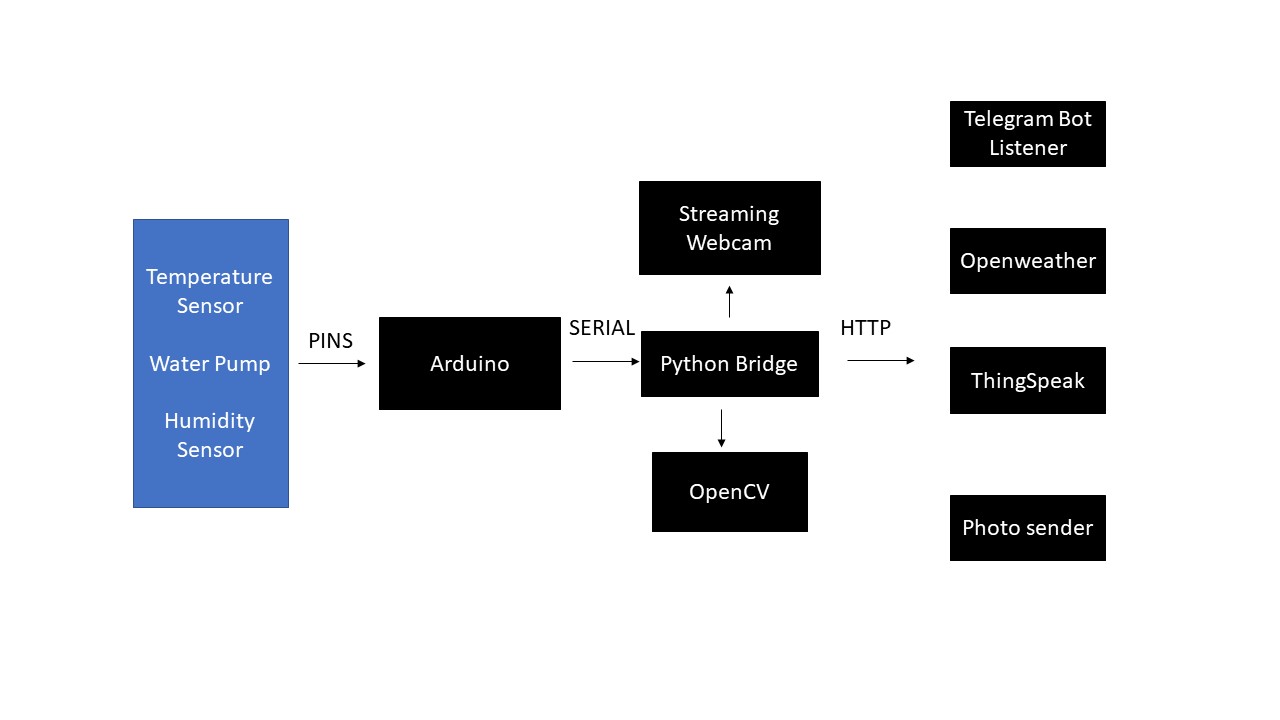 Temperature
Sensor
Water Pump
Humidity
Sensor
PINS
Arduino
SERIAL
Streaming
Webcam
Python Bridge
OpenCV
HTTP
Telegram Bot
Listener
Openweather
ThingSpeak
Photo sender